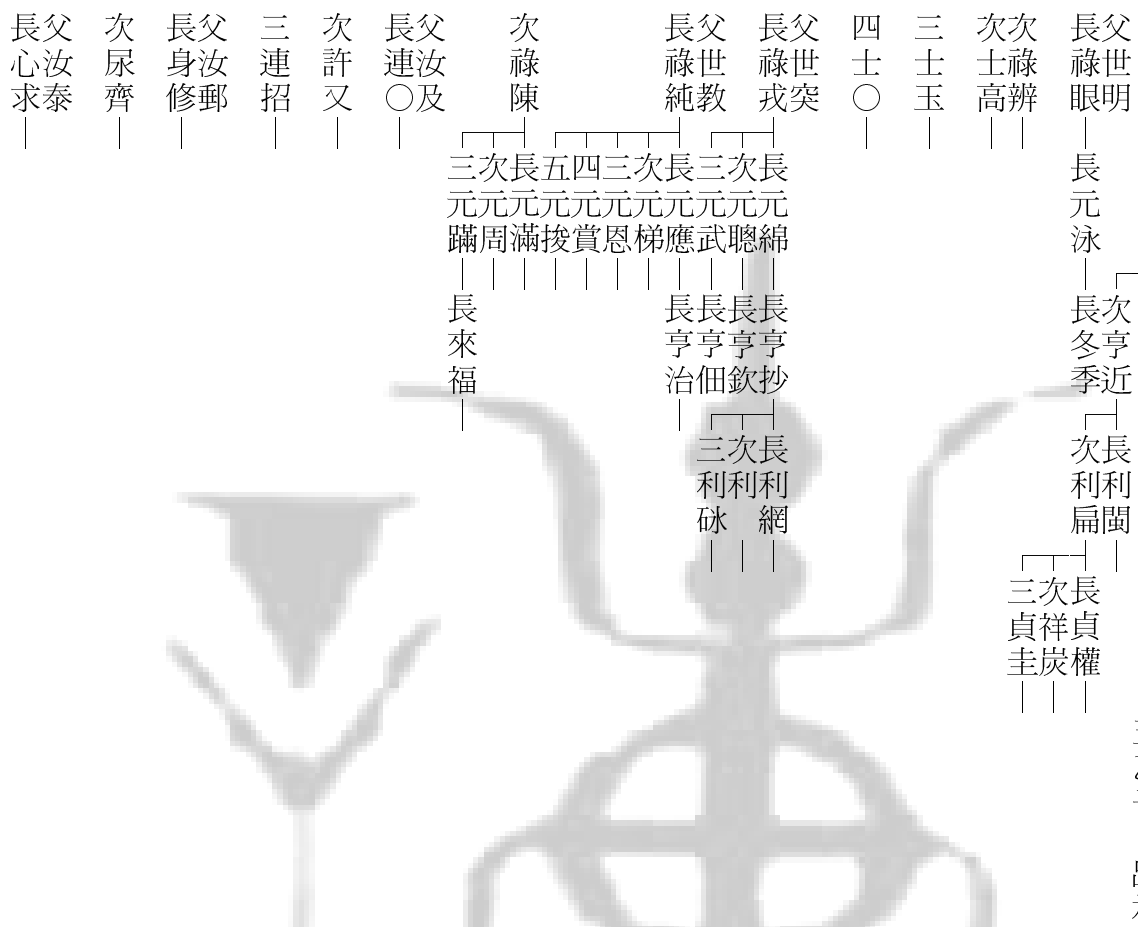 父世明
長祿眼
次祿辨
次士高
三士玉
四士〇
父世突
長祿戎
父世教
長祿純
次祿陳
父汝及
長連〇
次許又
三連招
父汝郵
長身修
次尿齊
父汝泰
長心求
長元泳
長元綿
次元聰
三元武
長元應
次元梯
三元恩
四元賞
五元捘
長元滿
次元周
三元蹣
次亨近
長冬季
長亨抄
長亨欽
長亨佃
長亨治
長來福
長利閩
次利扁
長利網
次利
三利砯
長貞權
次祥炭
三貞圭